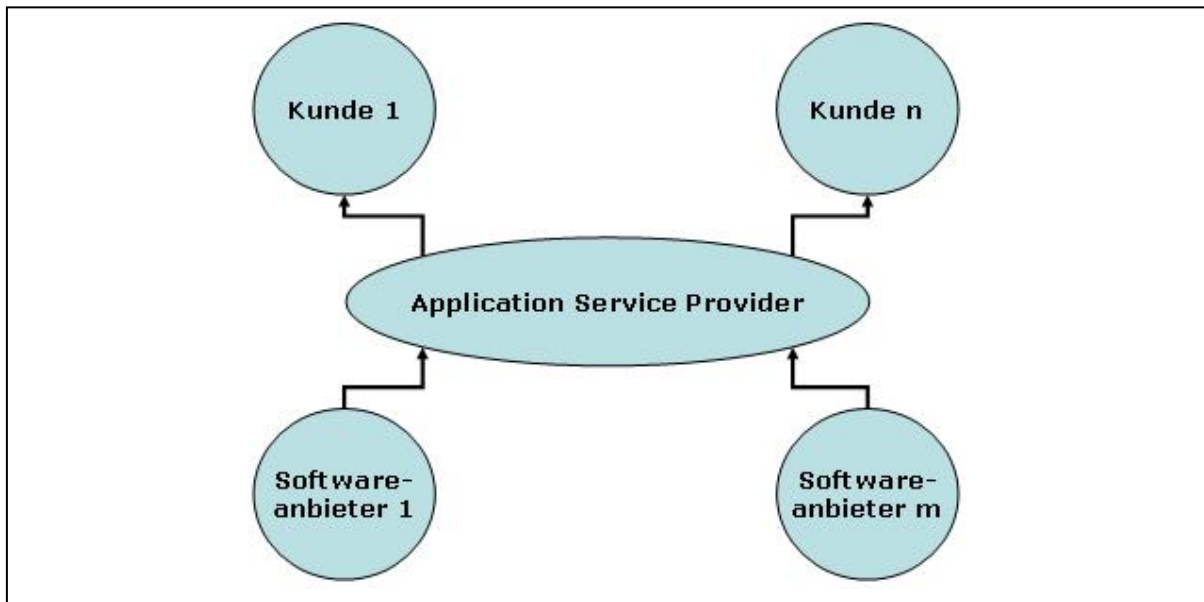 Kunde 1
Kunde n
Application Service Provider
Software-
anbieter 1
Software-
anbieter m